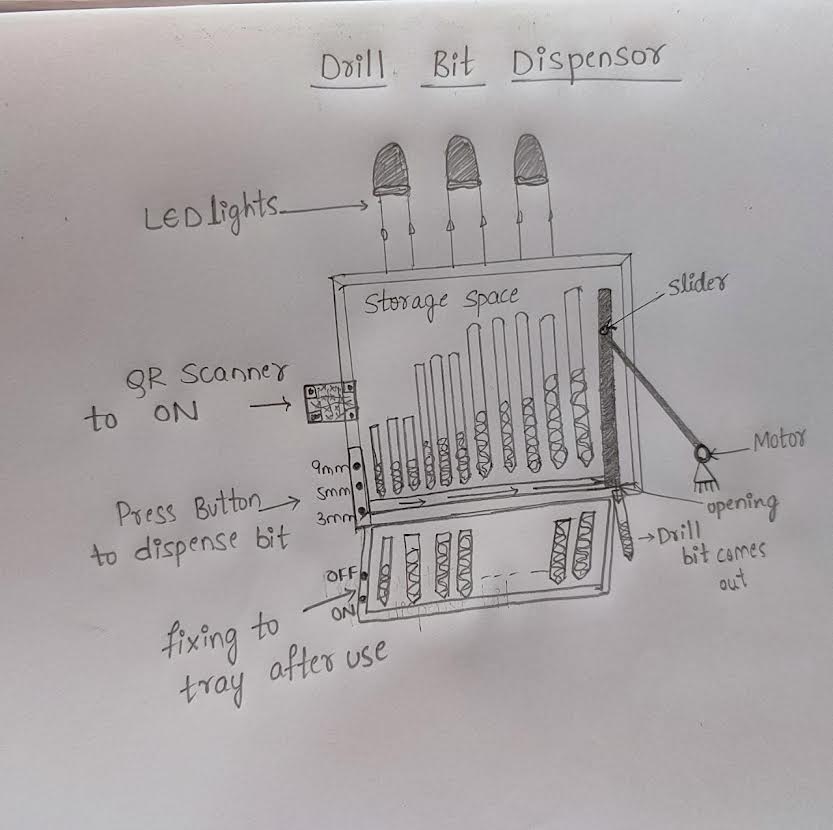 Drill Bit Dispensor
LED lights
Storage space
Slider
QR Scanner
to ON
Motor
9mm
5mm
3mm
Press Button
to dispense bit
opening
Drill
bit comes
out
OFF
ON
fixing to
tray after use